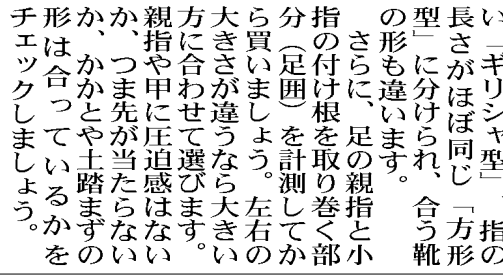 い「ギリシャ型」、指の
長さがほぼ同じ「方形
型」に分けられ、合う靴
の形も違います。
さらに、足の親指と小
指の付け根を取り巻く部
分（足囲）を計測してか
ら買いましょう。左右の
大きさが違うなら大きい
方に合わせて選びます。
親指や甲に圧迫感はない
か、つま先が当たらない
か、かかとや土踏まずの
形は合っているかを
チェックしましょう。